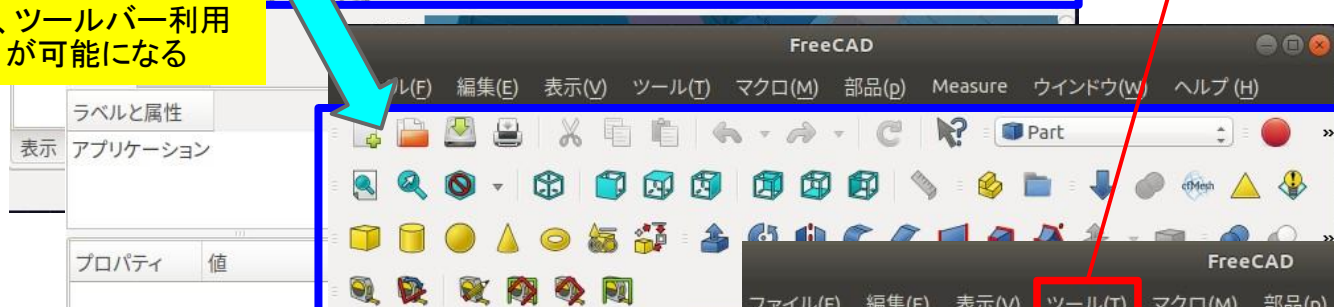 、ツールバー利用
が可能になる
FreeCAD
ル(F) 編集(E) 表示(V) ツール(T) マクロ(M) 部品(p) Measure ウインドウ(W) ヘルプ(H)
ラベルと属性
表示 アプリケーション
Part
»
cfMesh
プロパティ 値
»
FreeCAD
ファイル(F) 編集(E) 表示(V) ツール(T) マクロ(M) 部品(p)